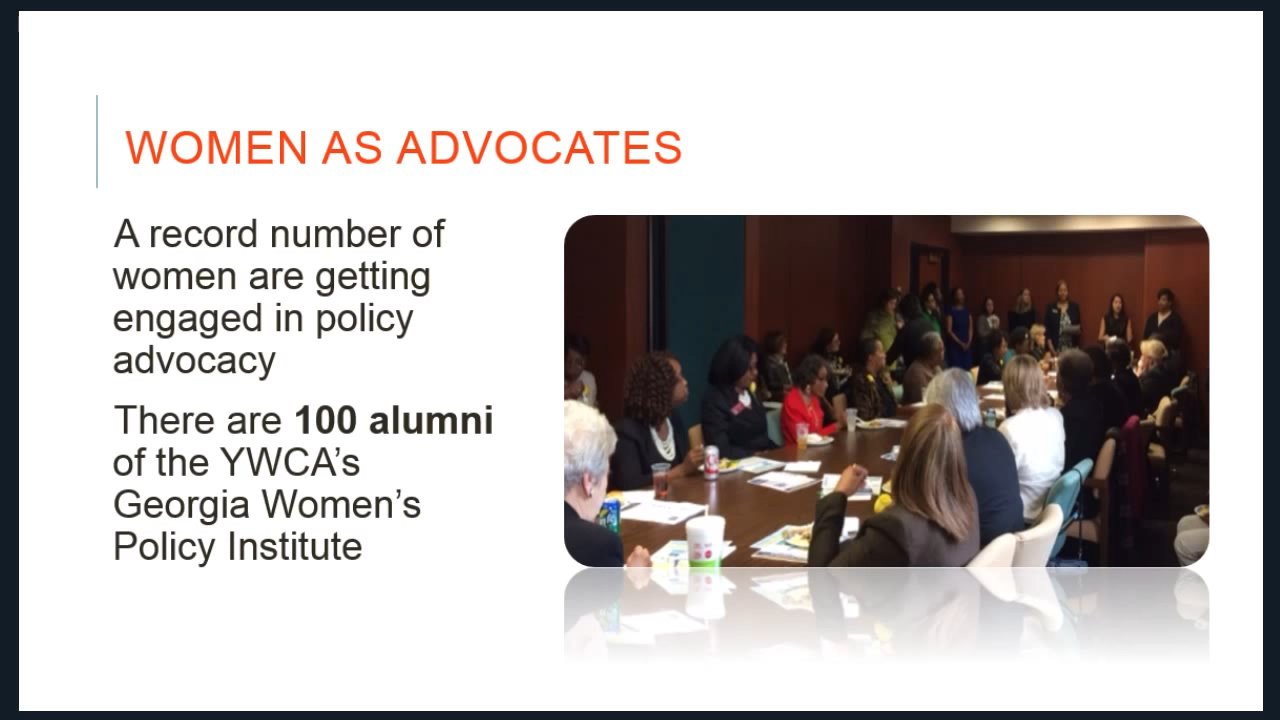 WOMEN AS ADVOCATES
A record number of
women are getting
engaged in policy
advocacy
There are 100 alumni
of the YWCA’s
Georgia Women’s
Policy Institute